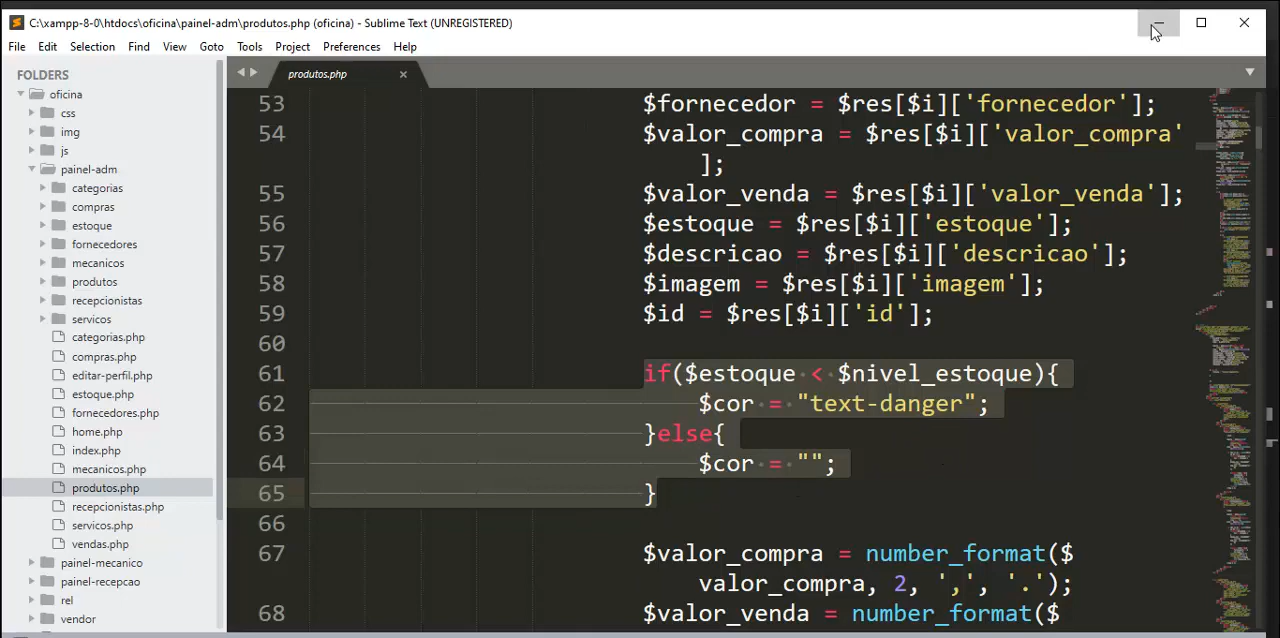 C:\xampp-8-0\htdocs\oficina\painel-adm\produtos.php (oficina) - Sublime Text (UNREGISTERED)
File Edit Selection Find View Goto Tools Project Preferences Help
FOLDERS
oficina
css
img
js
painel-adm
categorias
compras
estoque
fornecedores
mecanicos
produtos
recepcionistas
servicos
categorias.php
compras.php
editar-perfil.php
estoque.php
fornecedores.php
home.php
index.php
mecanicos.php
produtos.php
recepcionistas.php
servicos.php
vendas.php
painel-mecanico
painel-recepcao
rel
vendor
produtos.php
53 $fornecedor = $res[$i]['fornecedor'];
54 $valor_compra = $res[$i]['valor_compra'
];
55 $valor_venda = $res[$i]['valor_venda'];
56 $estoque = $res[$i]['estoque'];
57 $descricao = $res[$i]['descricao'];
58 $imagem = $res[$i]['imagem'];
59 $id = $res[$i]['id'];
60
61 if($estoque < $nivel_estoque){
62 $cor = "text-danger";
63 }else{
64 $cor = "";
65 }
66
67 $valor_compra = number_format($
valor_compra, 2, ',', '.');
68 $valor_venda = number_format($